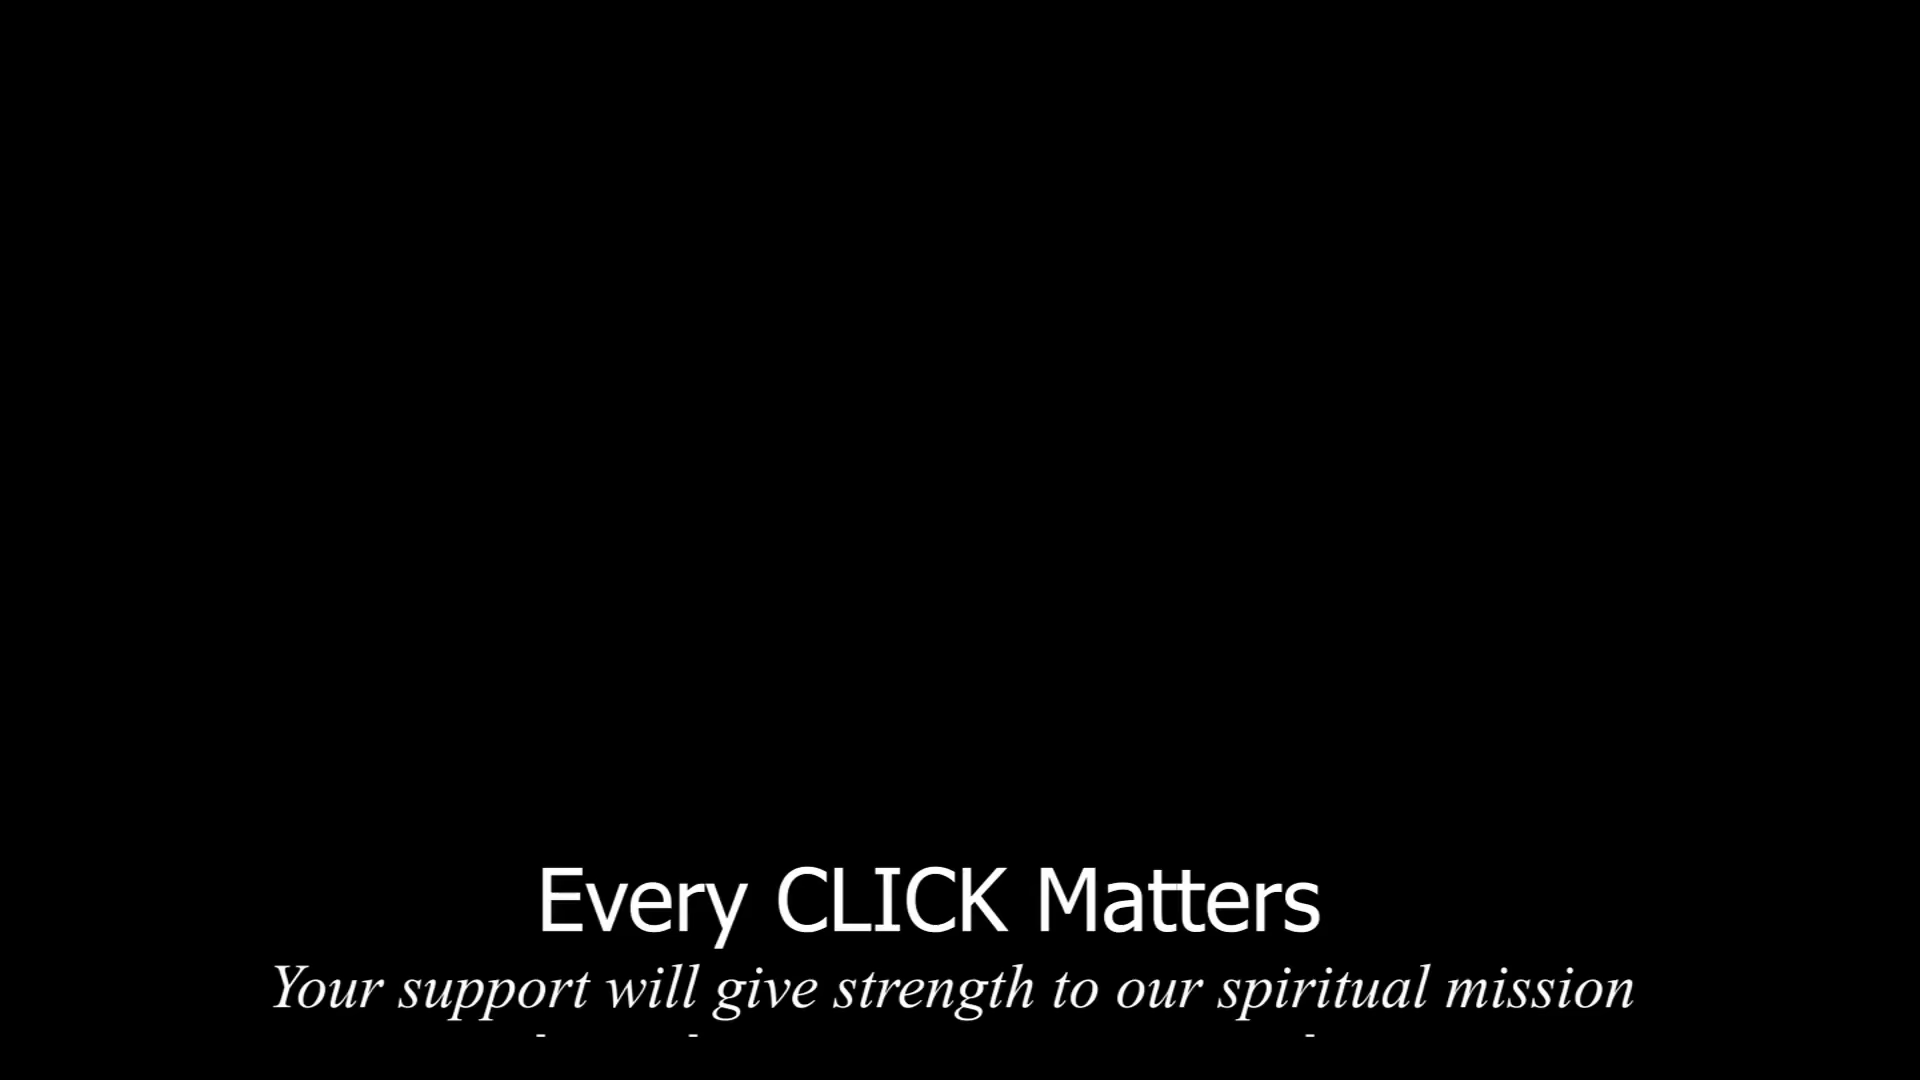 Every CLICK Matters
Your support will give strength to our spiritual mission